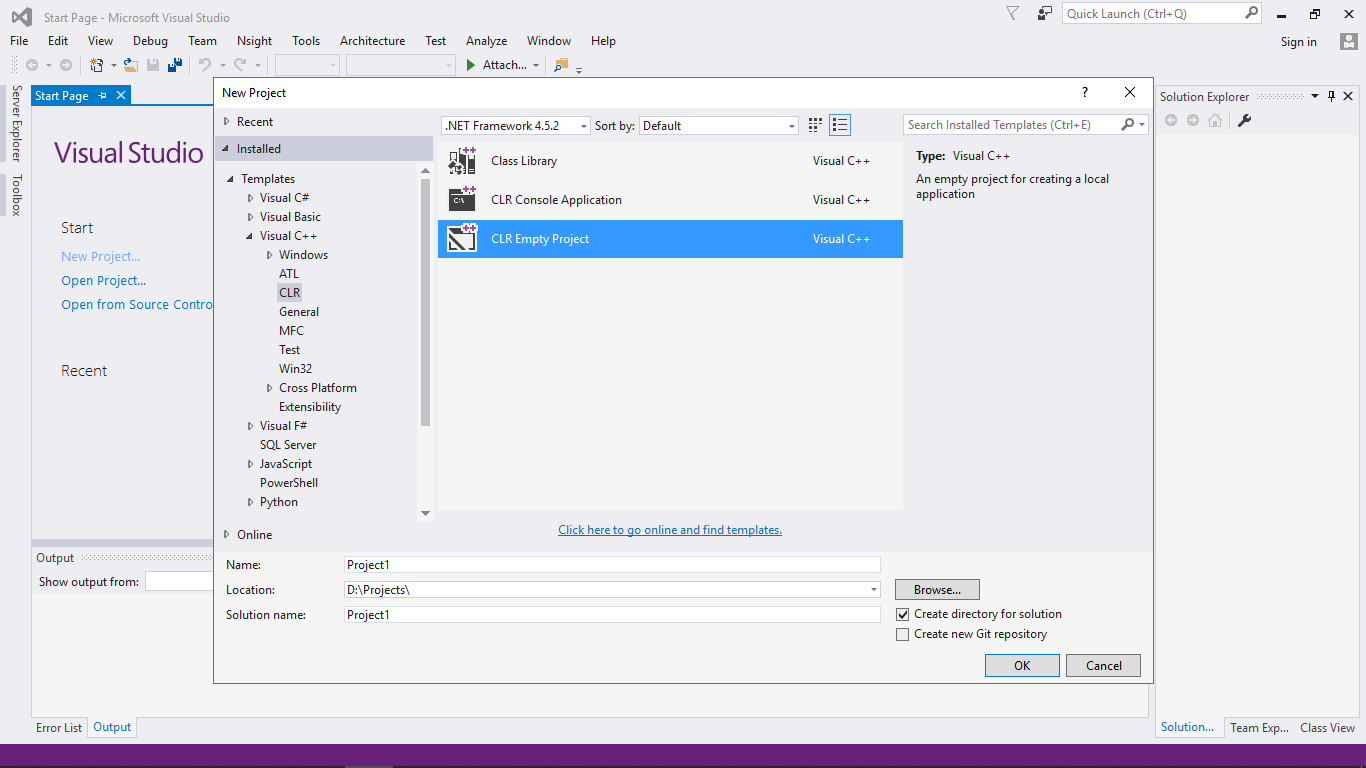 Start Page - Microsoft Visual Studio
Quick Launch (Ctrl+Q)
File Edit View Debug Team Nsight Tools Architecture Test Analyze Window Help
Sign in
Attach...
Server Explorer
Toolbox
Start Page
Visual Studio
Start
New Project...
Open Project...
Open from Source Contro
Recent
Output
Show output from:
Error List Output
New Project
?
Recent
Installed
Templates
Visual C#
Visual Basic
Visual C++
Windows
ATL
CLR
General
MFC
Test
Win32
Cross Platform
Extensibility
Visual F#
SQL Server
JavaScript
PowerShell
Python
Online
.NET Framework 4.5.2 Sort by: Default
Search Installed Templates (Ctrl+E)
Class Library Visual C++
CLR Console Application Visual C++
CLR Empty Project Visual C++
Type: Visual C++
An empty project for creating a local
application
Click here to go online and find templates.
Name: Project1
Location: D:\Projects\ Browse...
Solution name: Project1
Create directory for solution
Create new Git repository
OK Cancel
Solution Explorer
Solution... Team Exp... Class View